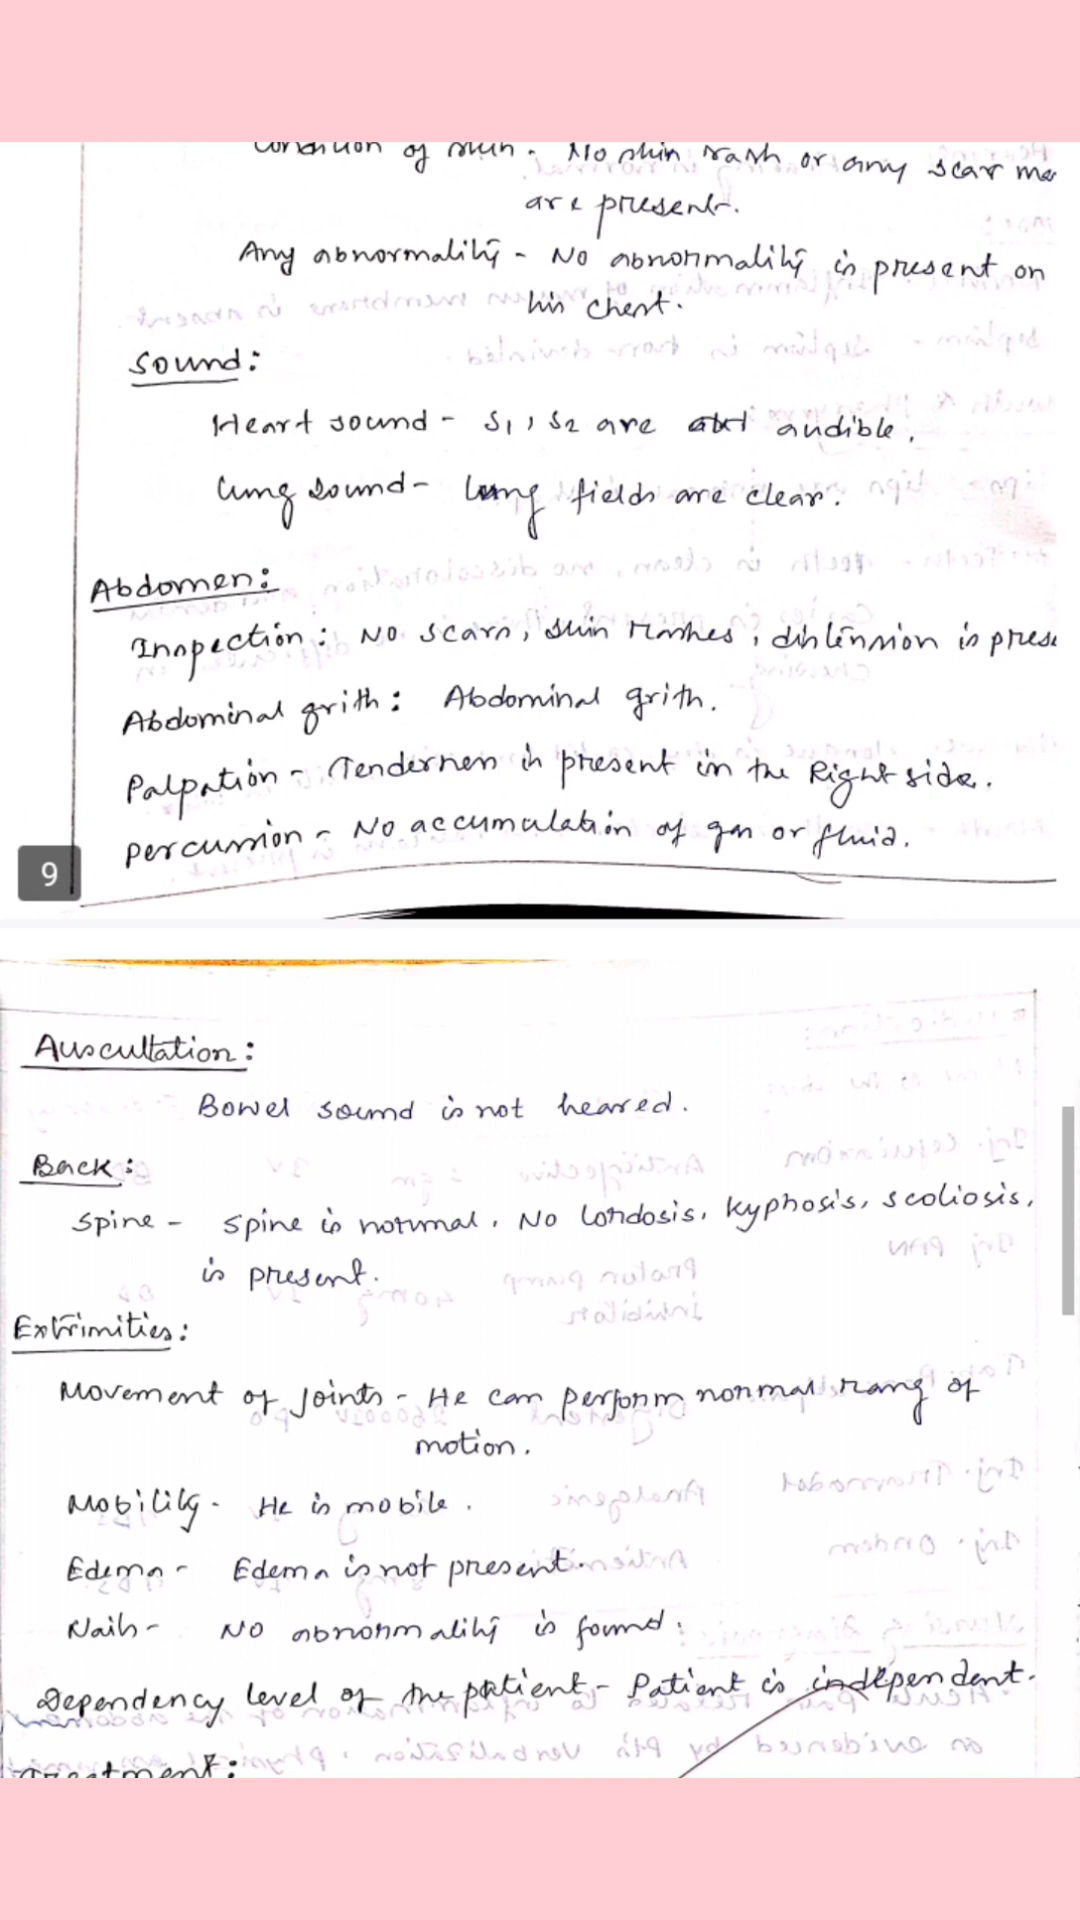 Condition of skin - No skin rash or any scar
are present.
Any abnormality - No abnormality is present on
his chest.
Sound:
Heart sound - S1, S2 are audible.
Lung sound - Lung fields are clear.
Abdomen:
Inspection: No scars, skin rashes, distension is prese
Abdominal grith: Abdominal grith.
Palpation - Tenderness is present in the Right side.
Percussion - No accumulation of gas or fluid.
9
Auscultation:
Bowel sound is not heared.
Back:
Spine - Spine is normal. No lordosis, kyphosis, scoliosis,
is present.
Extrimities:
Movement of Joints - He can perform normal rang of
motion.
Mobility - He is mobile.
Edema - Edema is not present.
Nails - No abnormality is found.
Dependency level of the patient - Patient is independent.
Treatment: